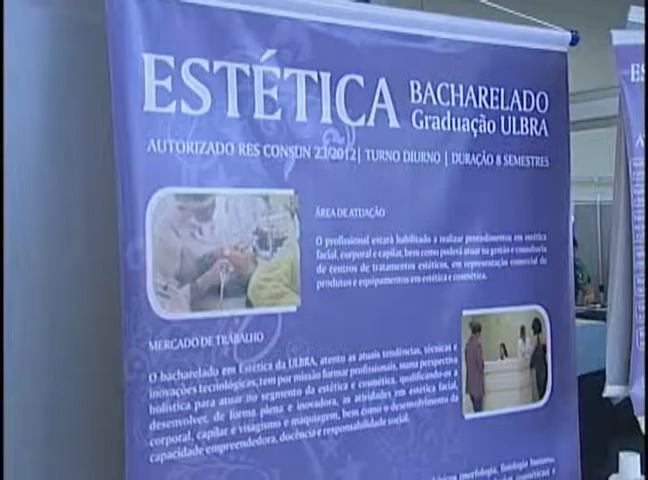 ESTÉTICA
BACHARELADO
Graduação ULBRA
AUTORIZADO RES CONSUN 23/2012| TURNO DIURNO | DURAÇÃO 8 SEMESTRES
ÁREA DE ATUAÇÃO
O profissional estará habilitado a realizar procedimentos em estética
facial, corporal e capilar, bem como poderá atuar na gestão e consultoria
de centros de tratamentos estéticos, em representação comercial de
produtos e equipamentos em estética e cosmética.
MERCADO DE TRABALHO
O bacharelado em Estética da ULBRA, atento as atuais tendências, técnicas e
inovações tecnológicas, tem por missão formar profissionais, numa perspectiva
holística para atuar no segmento da estética e cosmética, qualificando-os a
desenvolver, de forma plena e inovadora, as atividades em estética facial,
corporal, capilar e visagismo e maquiagem, bem como o desenvolvimento da
capacidade empreendedora, docência e responsabilidade social.
(morfologia, fisiologia humana,